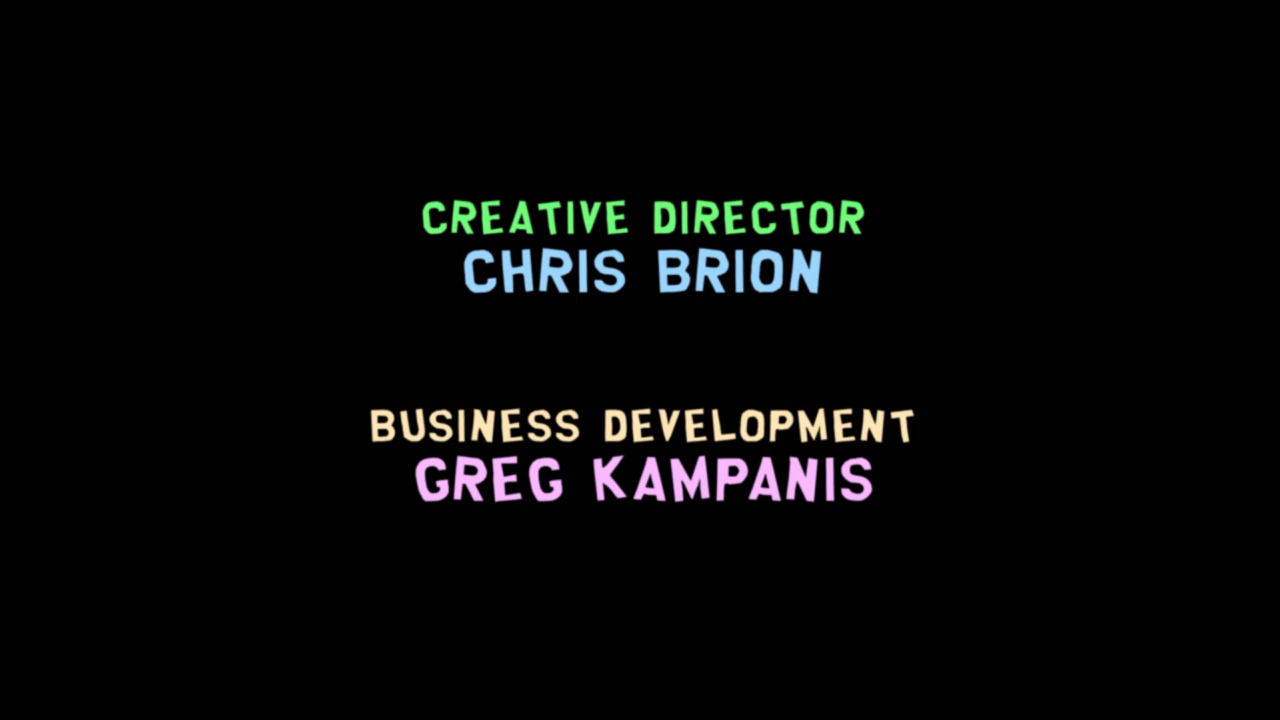 CREATIVE DIRECTOR
CHRIS BRION
BUSINESS DEVELOPMENT
GREG KAMPANIS